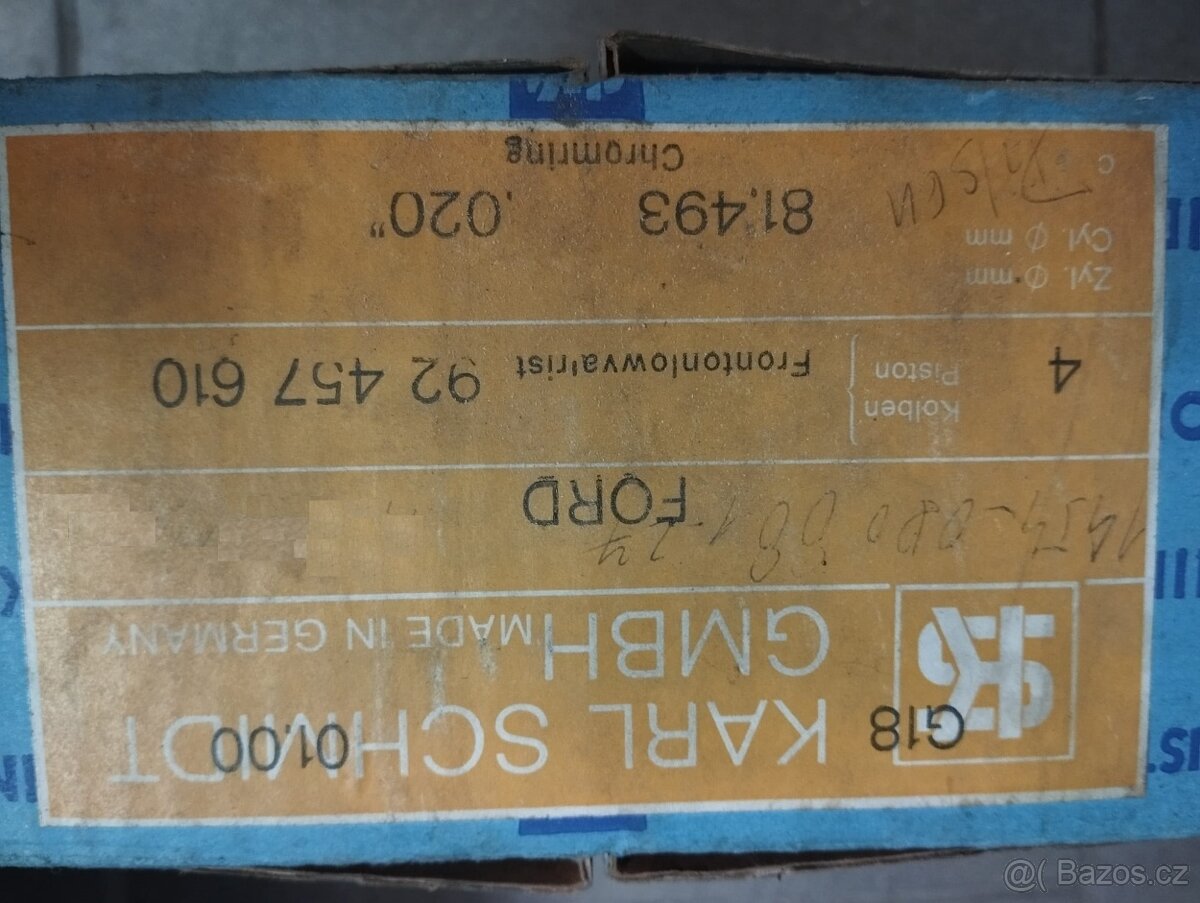 KS
G18 KARL SCHMIDT 01.00
GMBH MADE IN GERMANY
FORD
4 Kolben Piston Frontonlowva'rist 92 457 610
Zyl. Ø mm
Cyl. Ø mm 81.493 .020"
Chromring
@( Bazos.cz